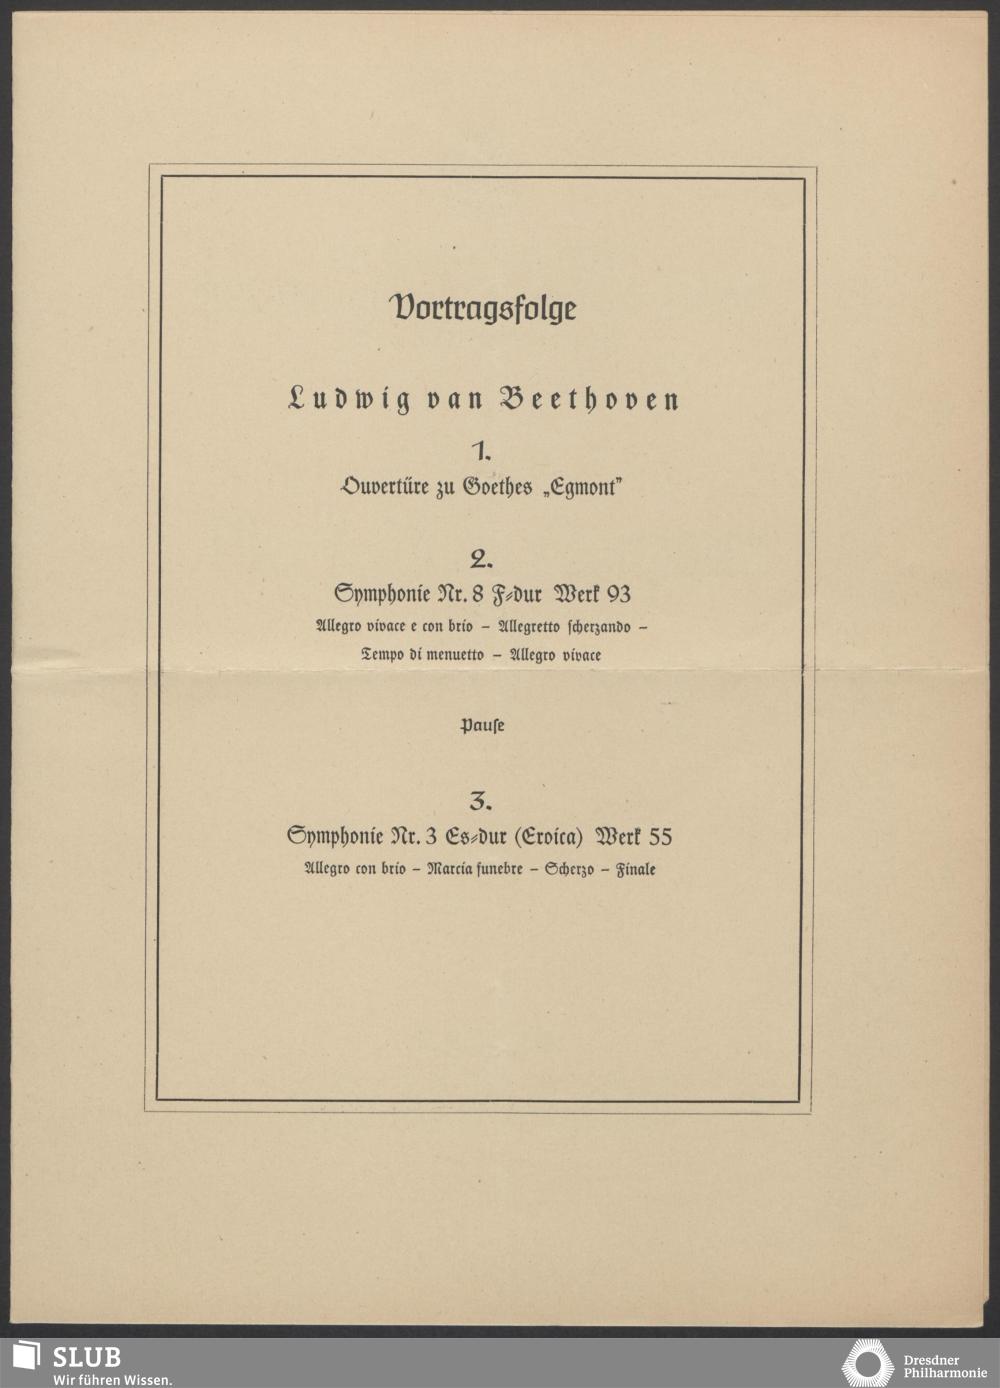 Vortragsfolge
Ludwig van Beethoven
1.
Ouvertüre zu Goethes „Egmont”
2.
Symphonie Nr. 8 F-dur Werk 93
Allegro vivace e con brio – Allegretto scherzando –
Tempo di menuetto – Allegro vivace
Pause
3.
Symphonie Nr. 3 Es-dur (Eroica) Werk 55
Allegro con brio – Marcia funebre – Scherzo – Finale
SLUB
Wir führen Wissen.
Dresdner
Philharmonie